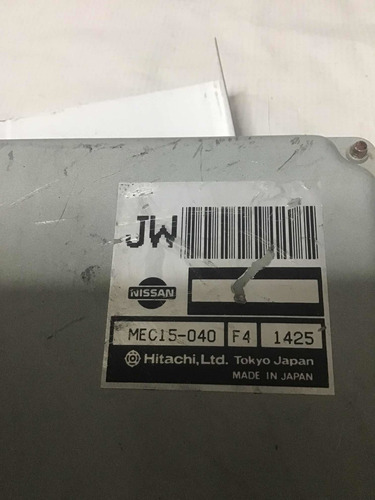 JW
NISSAN
MEC15-040 F4 1425
Hitachi, Ltd. Tokyo Japan
MADE IN JAPAN